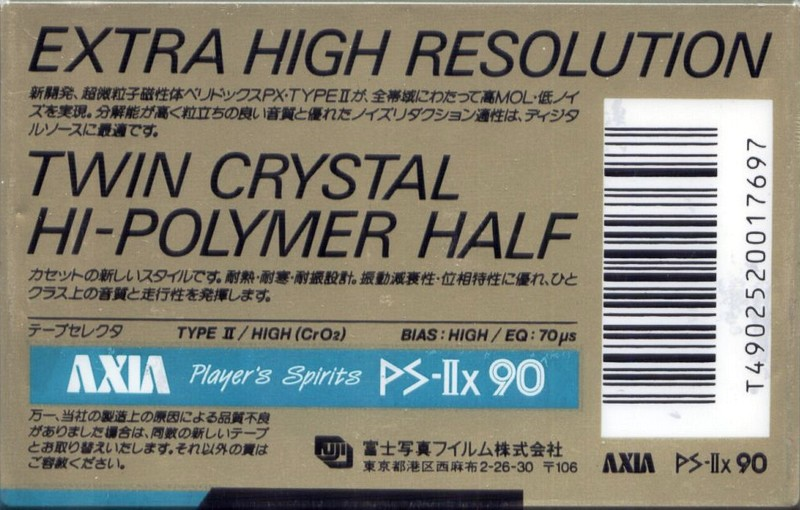 EXTRA HIGH RESOLUTION
新開発、超微粒子磁性体ベリドックスPX・TYPEⅡが、全帯域にわたって高MOL・低ノイ
ズを実現。分解能が高く粒立ちの良い音質と優れたノイズリダクション適性は、ディジタ
ルソースに最適です。
TWIN CRYSTAL
HI-POLYMER HALF
カセットの新しいスタイルです。耐熱・耐寒・耐振設計。振動減衰性・位相特性に優れ、ひと
クラス上の音質と走行性を発揮します。
テープセレクタ TYPE Ⅱ/HIGH (CrO2) BIAS:HIGH/EQ:70μs
AXIA Player's Spirits PS-Ⅱx 90
万一、当社の製造上の原因による品質不良
がありました場合は、同数の新しいテープ
とお取り替えいたします。それ以外の責は
ご容赦ください。
FUJI 富士写真フイルム株式会社
東京都港区西麻布2-26-30 〒106
T4902520017697
AXIA PS-Ⅱx 90